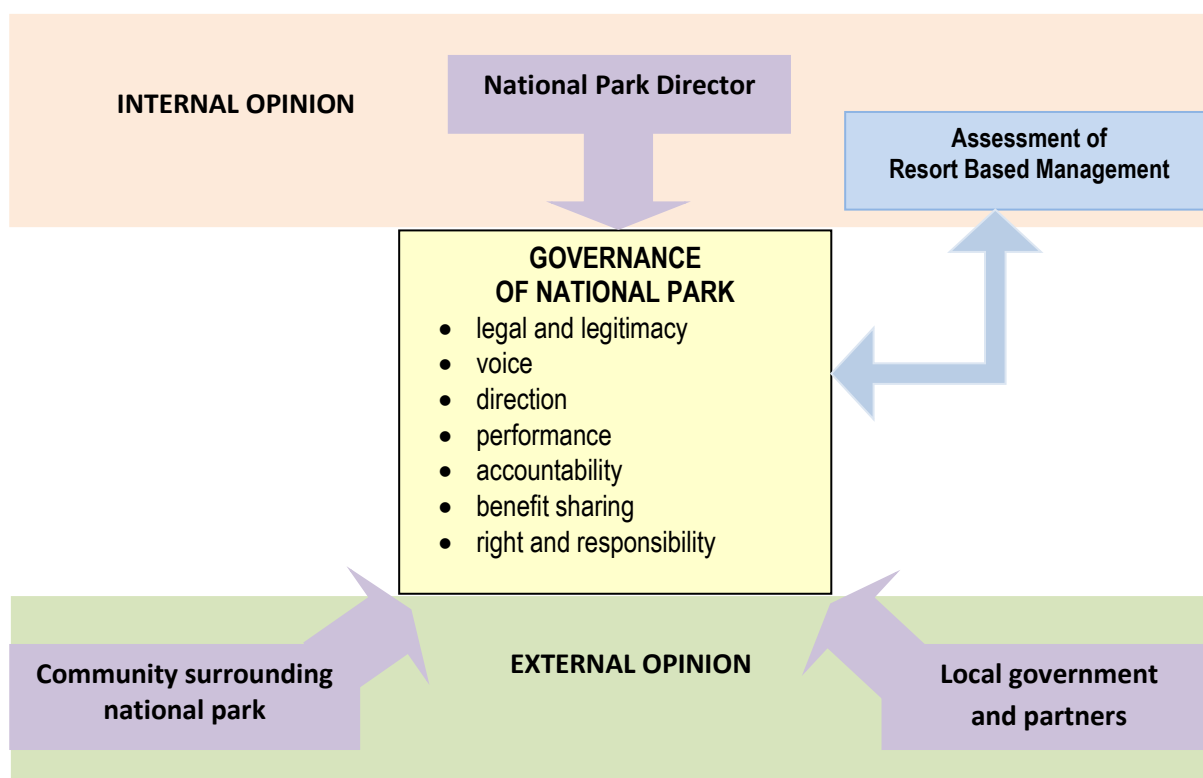 INTERNAL OPINION
National Park Director
Assessment of
Resort Based Management
GOVERNANCE
OF NATIONAL PARK
• legal and legitimacy
• voice
• direction
• performance
• accountability
• benefit sharing
• right and responsibility
Community surrounding
national park
EXTERNAL OPINION
Local government
and partners